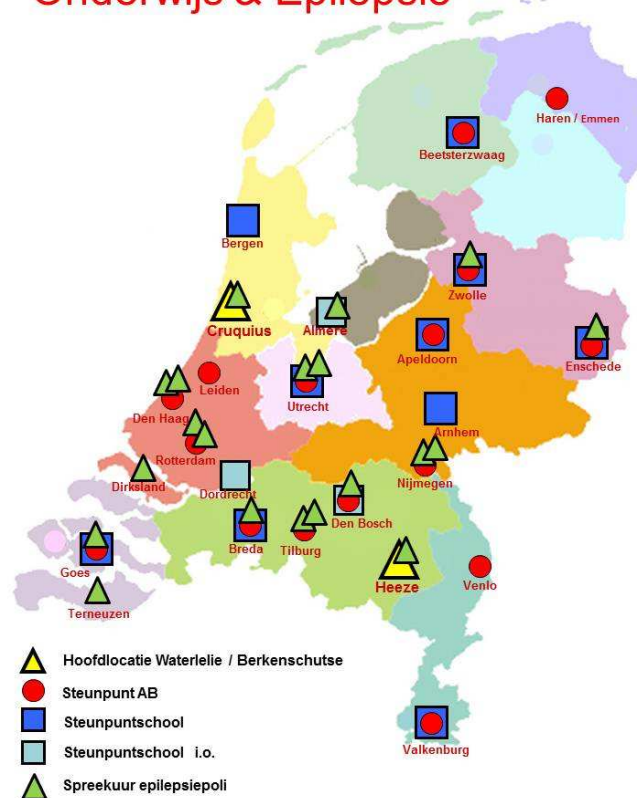 Onderwijs & Epilepsie
Haren / Emmen
Beetsterzwaag
Bergen
Zwolle
Cruquius
Almere
Apeldoorn
Enschede
Leiden
Utrecht
Den Haag
Arnhem
Rotterdam
Nijmegen
Dirksland
Dordrecht
Den Bosch
Breda
Tilburg
Goes
Heeze
Venlo
Terneuzen
Hoofdlocatie Waterlelie / Berkenschutse
Steunpunt AB
Steunpuntschool
Valkenburg
Steunpuntschool i.o.
Spreekuur epilepsiepoli